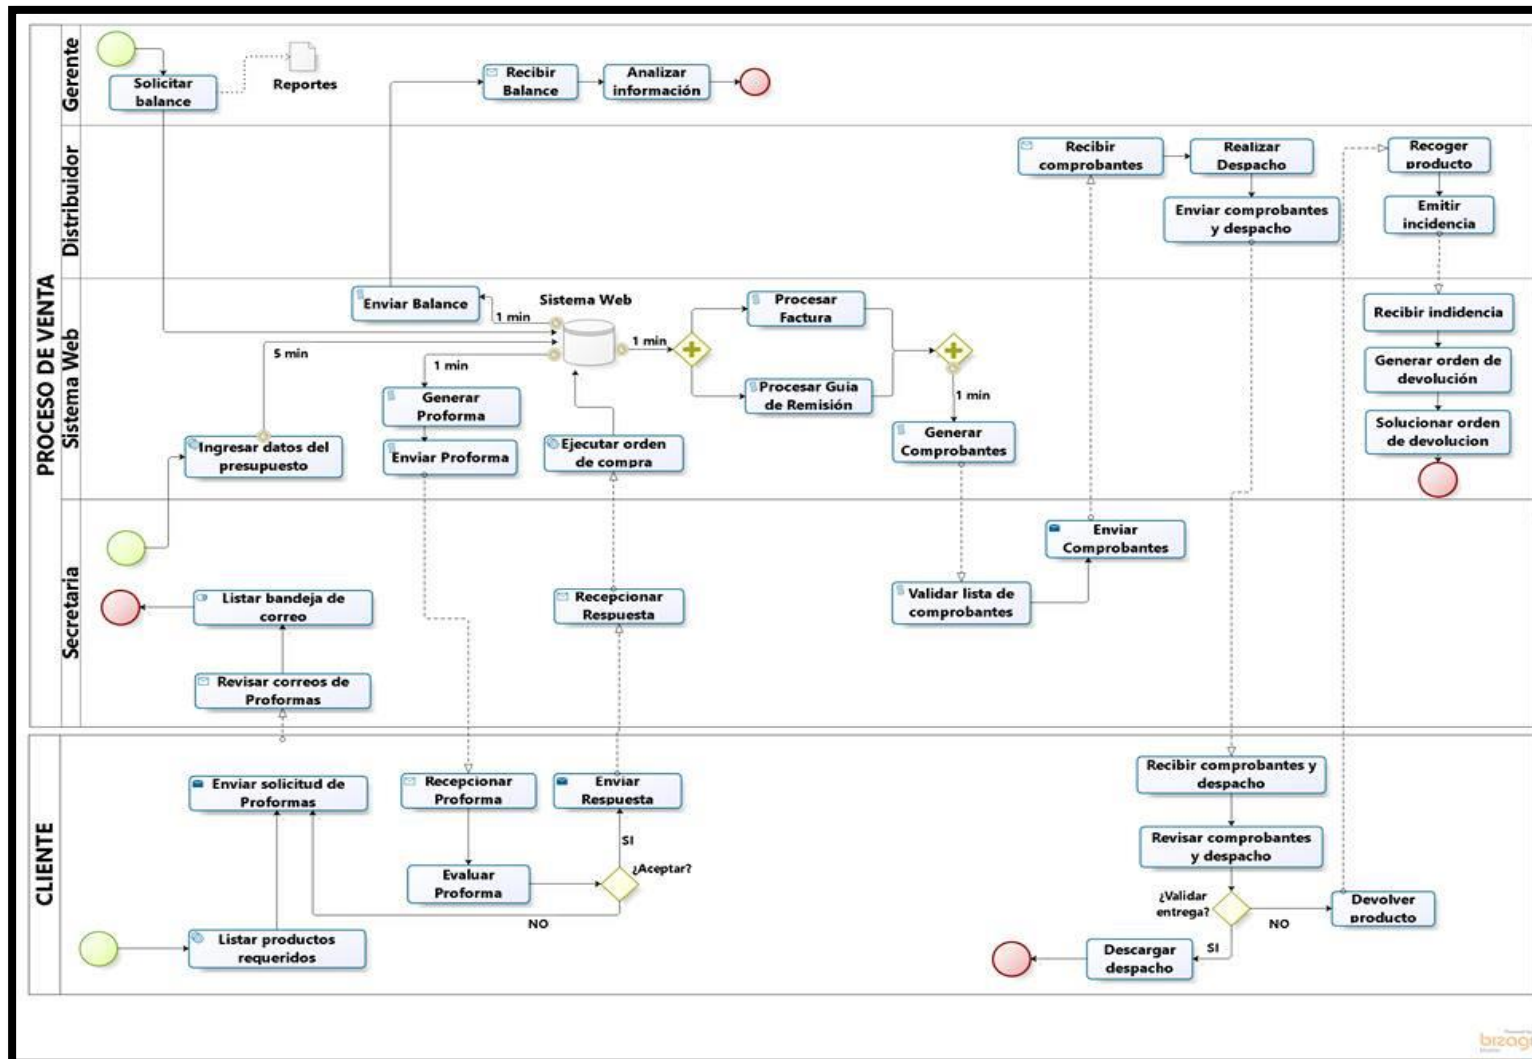 PROCESO DE VENTA
Gerente
Solicitar
balance
Reportes
Recibir
Balance
Analizar
información
Distribuidor
Recibir
comprobantes
Realizar
Despacho
Enviar comprobantes
y despacho
Recoger
producto
Emitir
incidencia
Sistema Web
Enviar Balance
1 min
Sistema Web
5 min
1 min
1 min
Generar
Proforma
Enviar Proforma
Ingresar datos del
presupuesto
Ejecutar orden
de compra
Procesar
Factura
Procesar Guia
de Remisión
1 min
Generar
Comprobantes
Recibir indidencia
Generar orden de
devolución
Solucionar orden
de devolucion
Secretaria
Listar bandeja de
correo
Revisar correos de
Proformas
Recepcionar
Respuesta
Validar lista de
comprobantes
Enviar
Comprobantes
CLIENTE
Enviar solicitud de
Proformas
Recepcionar
Proforma
Enviar
Respuesta
SI
¿Aceptar?
Evaluar
Proforma
NO
Listar productos
requeridos
Recibir comprobantes y
despacho
Revisar comprobantes
y despacho
¿Validar
entrega?
NO
Devolver
producto
SI
Descargar
despacho